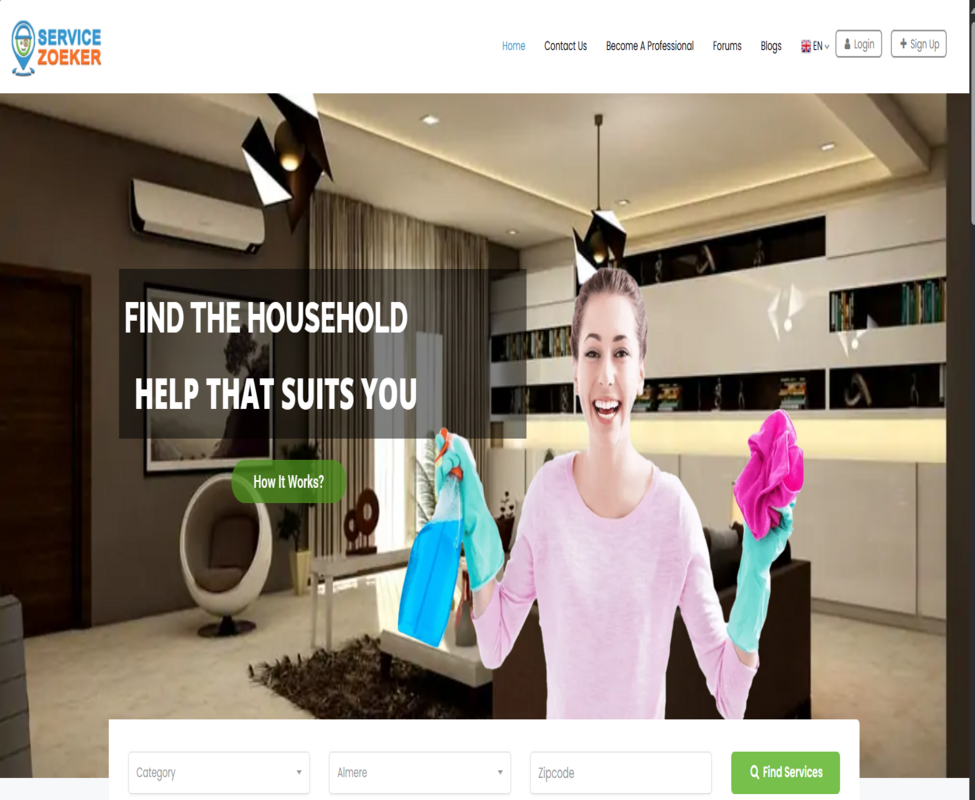 SERVICE
ZOEKER
Home Contact Us Become A Professional Forums Blogs EN Login Sign Up
FIND THE HOUSEHOLD
HELP THAT SUITS YOU
How It Works?
Category Almere Zipcode Find Services